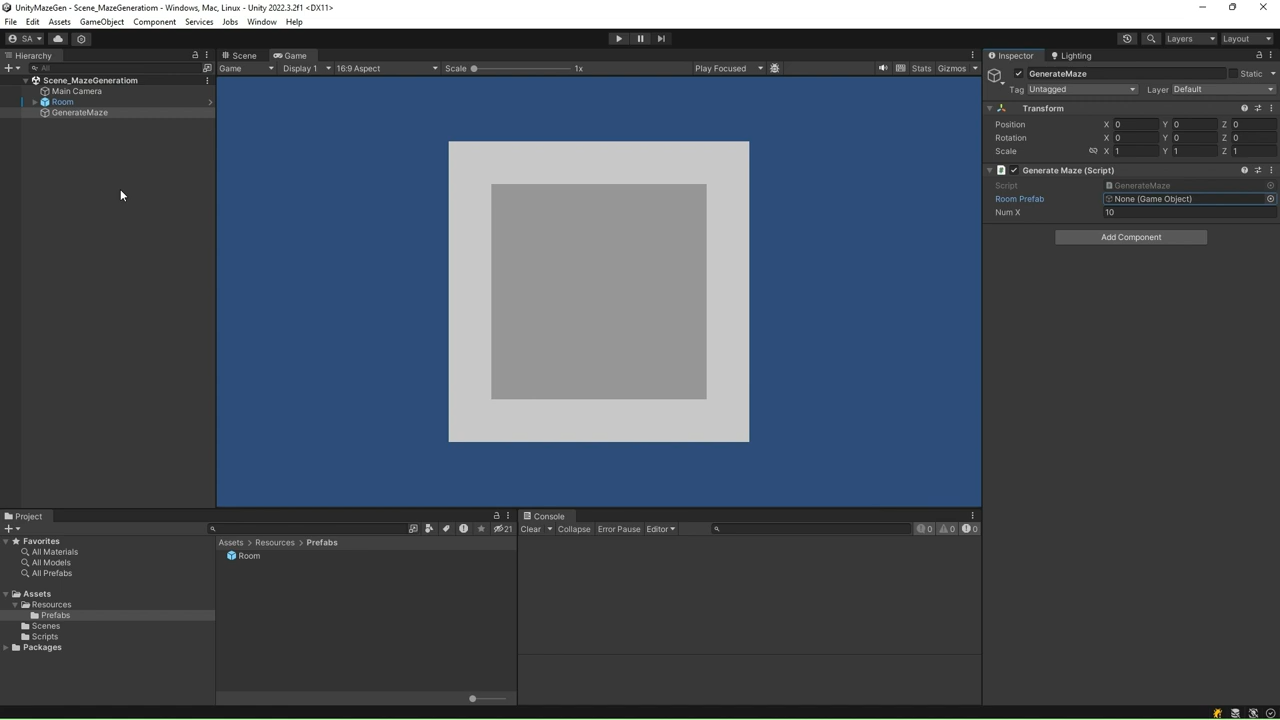 UnityMazeGen - Scene_MazeGeneratiom - Windows, Mac, Linux - Unity 2022.3.2f1 <DX11>
File Edit Assets GameObject Component Services Jobs Window Help
SA Layers Layout
Hierarchy Scene Game Inspector Lighting
All Game Display 1 16:9 Aspect Scale 1x Play Focused Stats Gizmos GenerateMaze Static
Scene_MazeGeneratiom
Main Camera Tag Untagged Layer Default
Room
GenerateMaze Transform
Position X 0 Y 0 Z 0
Rotation X 0 Y 0 Z 0
Scale X 1 Y 1 Z 1
Generate Maze (Script)
Script GenerateMaze
Room Prefab None (Game Object)
Num X 10
Add Component
Project Console
21 Clear Collapse Error Pause Editor 0 0 0
Favorites Assets > Resources > Prefabs
All Materials Room
All Models
All Prefabs
Assets
Resources
Prefabs
Scenes
Scripts
Packages